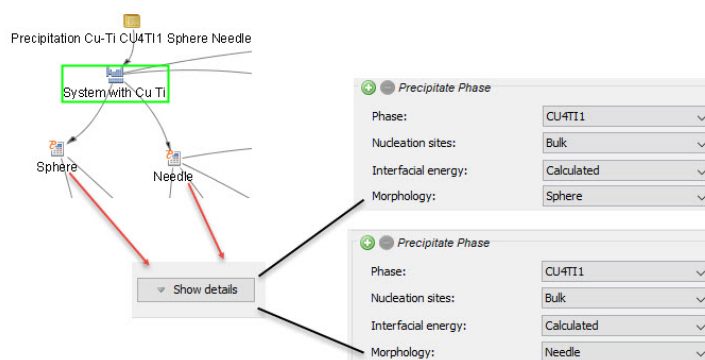 Precipitation Cu-Ti CU4TI1 Sphere Needle
System with Cu Ti
Sphere
Needle
Show details
Precipitate Phase
Phase: CU4TI1
Nucleation sites: Bulk
Interfacial energy: Calculated
Morphology: Sphere
Precipitate Phase
Phase: CU4TI1
Nucleation sites: Bulk
Interfacial energy: Calculated
Morphology: Needle